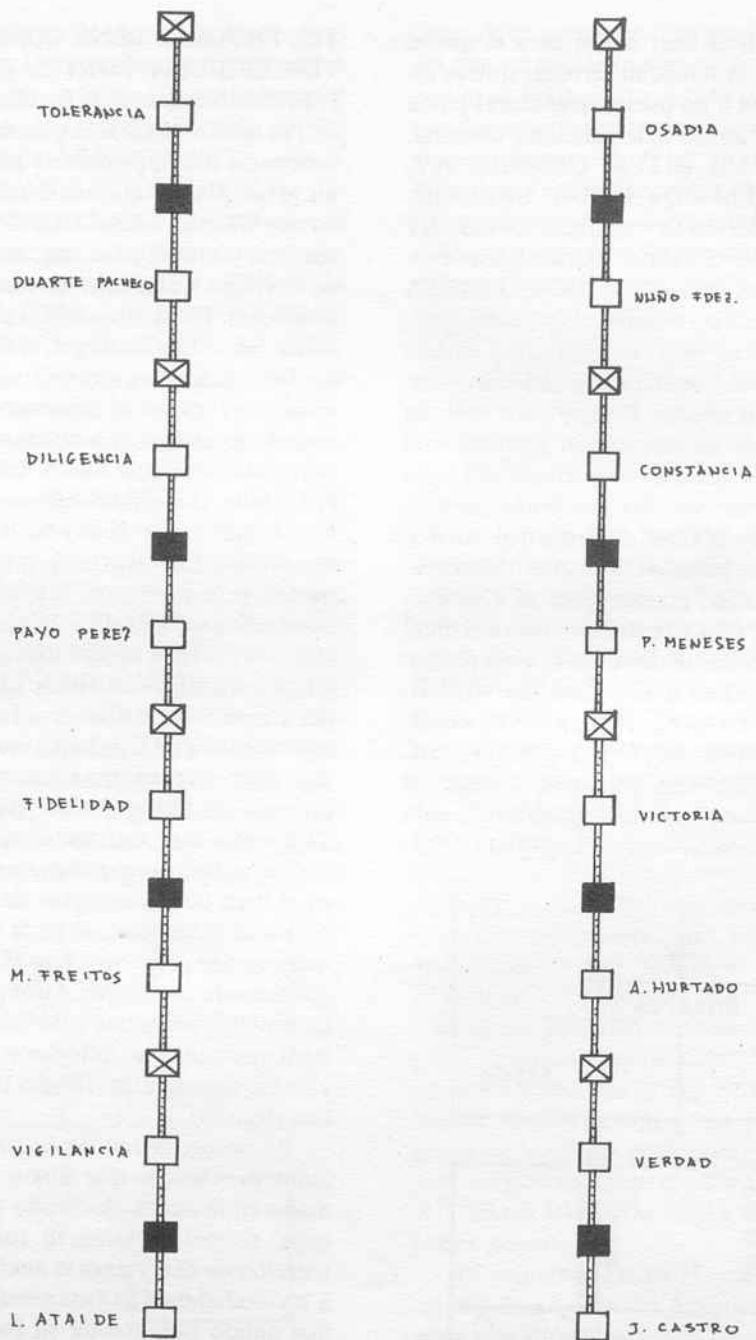 TOLERANCIA
DUARTE PACHECO
DILIGENCIA
PAYO PEREZ
FIDELIDAD
M. FREITOS
VIGILANCIA
L. ATAIDE
OSADIA
NUÑO FDEZ.
CONSTANCIA
P. MENESES
VICTORIA
A. HURTADO
VERDAD
J. CASTRO